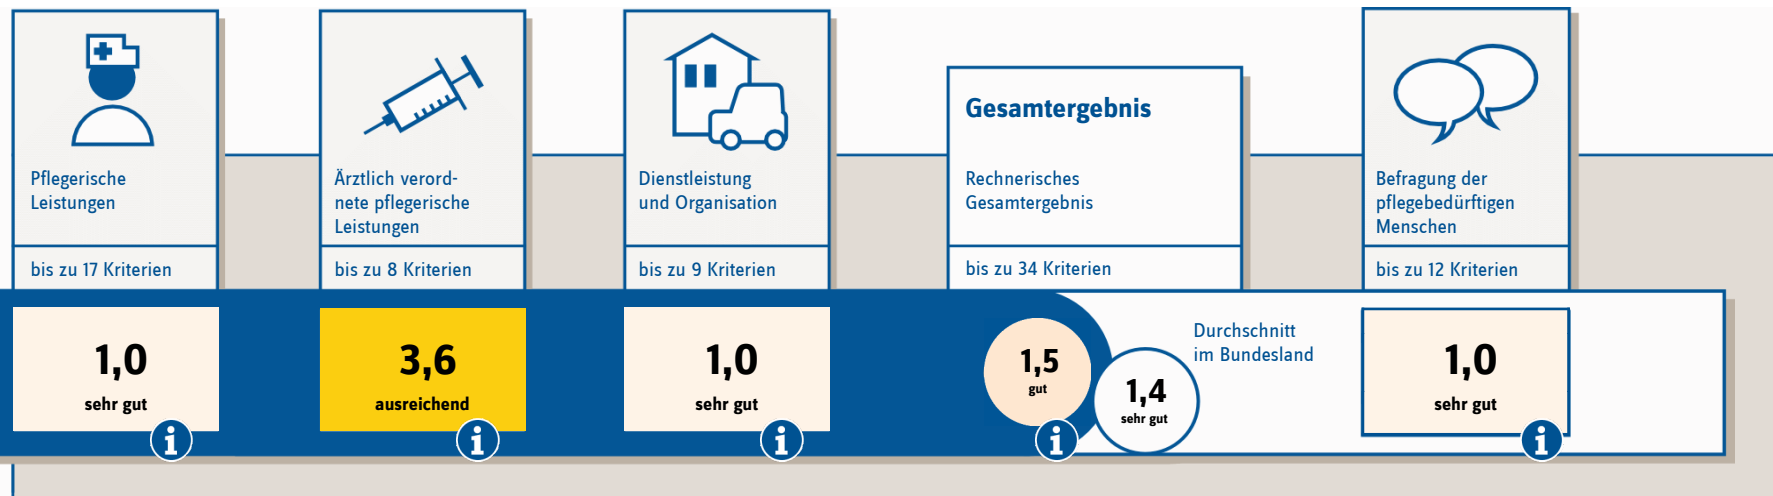 Pflegerische
Leistungen
bis zu 17 Kriterien
1,0
sehr gut
i
Ärztlich verord-
nete pflegerische
Leistungen
bis zu 8 Kriterien
3,6
ausreichend
i
Dienstleistung
und Organisation
bis zu 9 Kriterien
1,0
sehr gut
i
Gesamtergebnis
Rechnerisches
Gesamtergebnis
bis zu 34 Kriterien
1,5
gut
i
Durchschnitt
im Bundesland
1,4
sehr gut
Befragung der
pflegebedürftigen
Menschen
bis zu 12 Kriterien
1,0
sehr gut
i